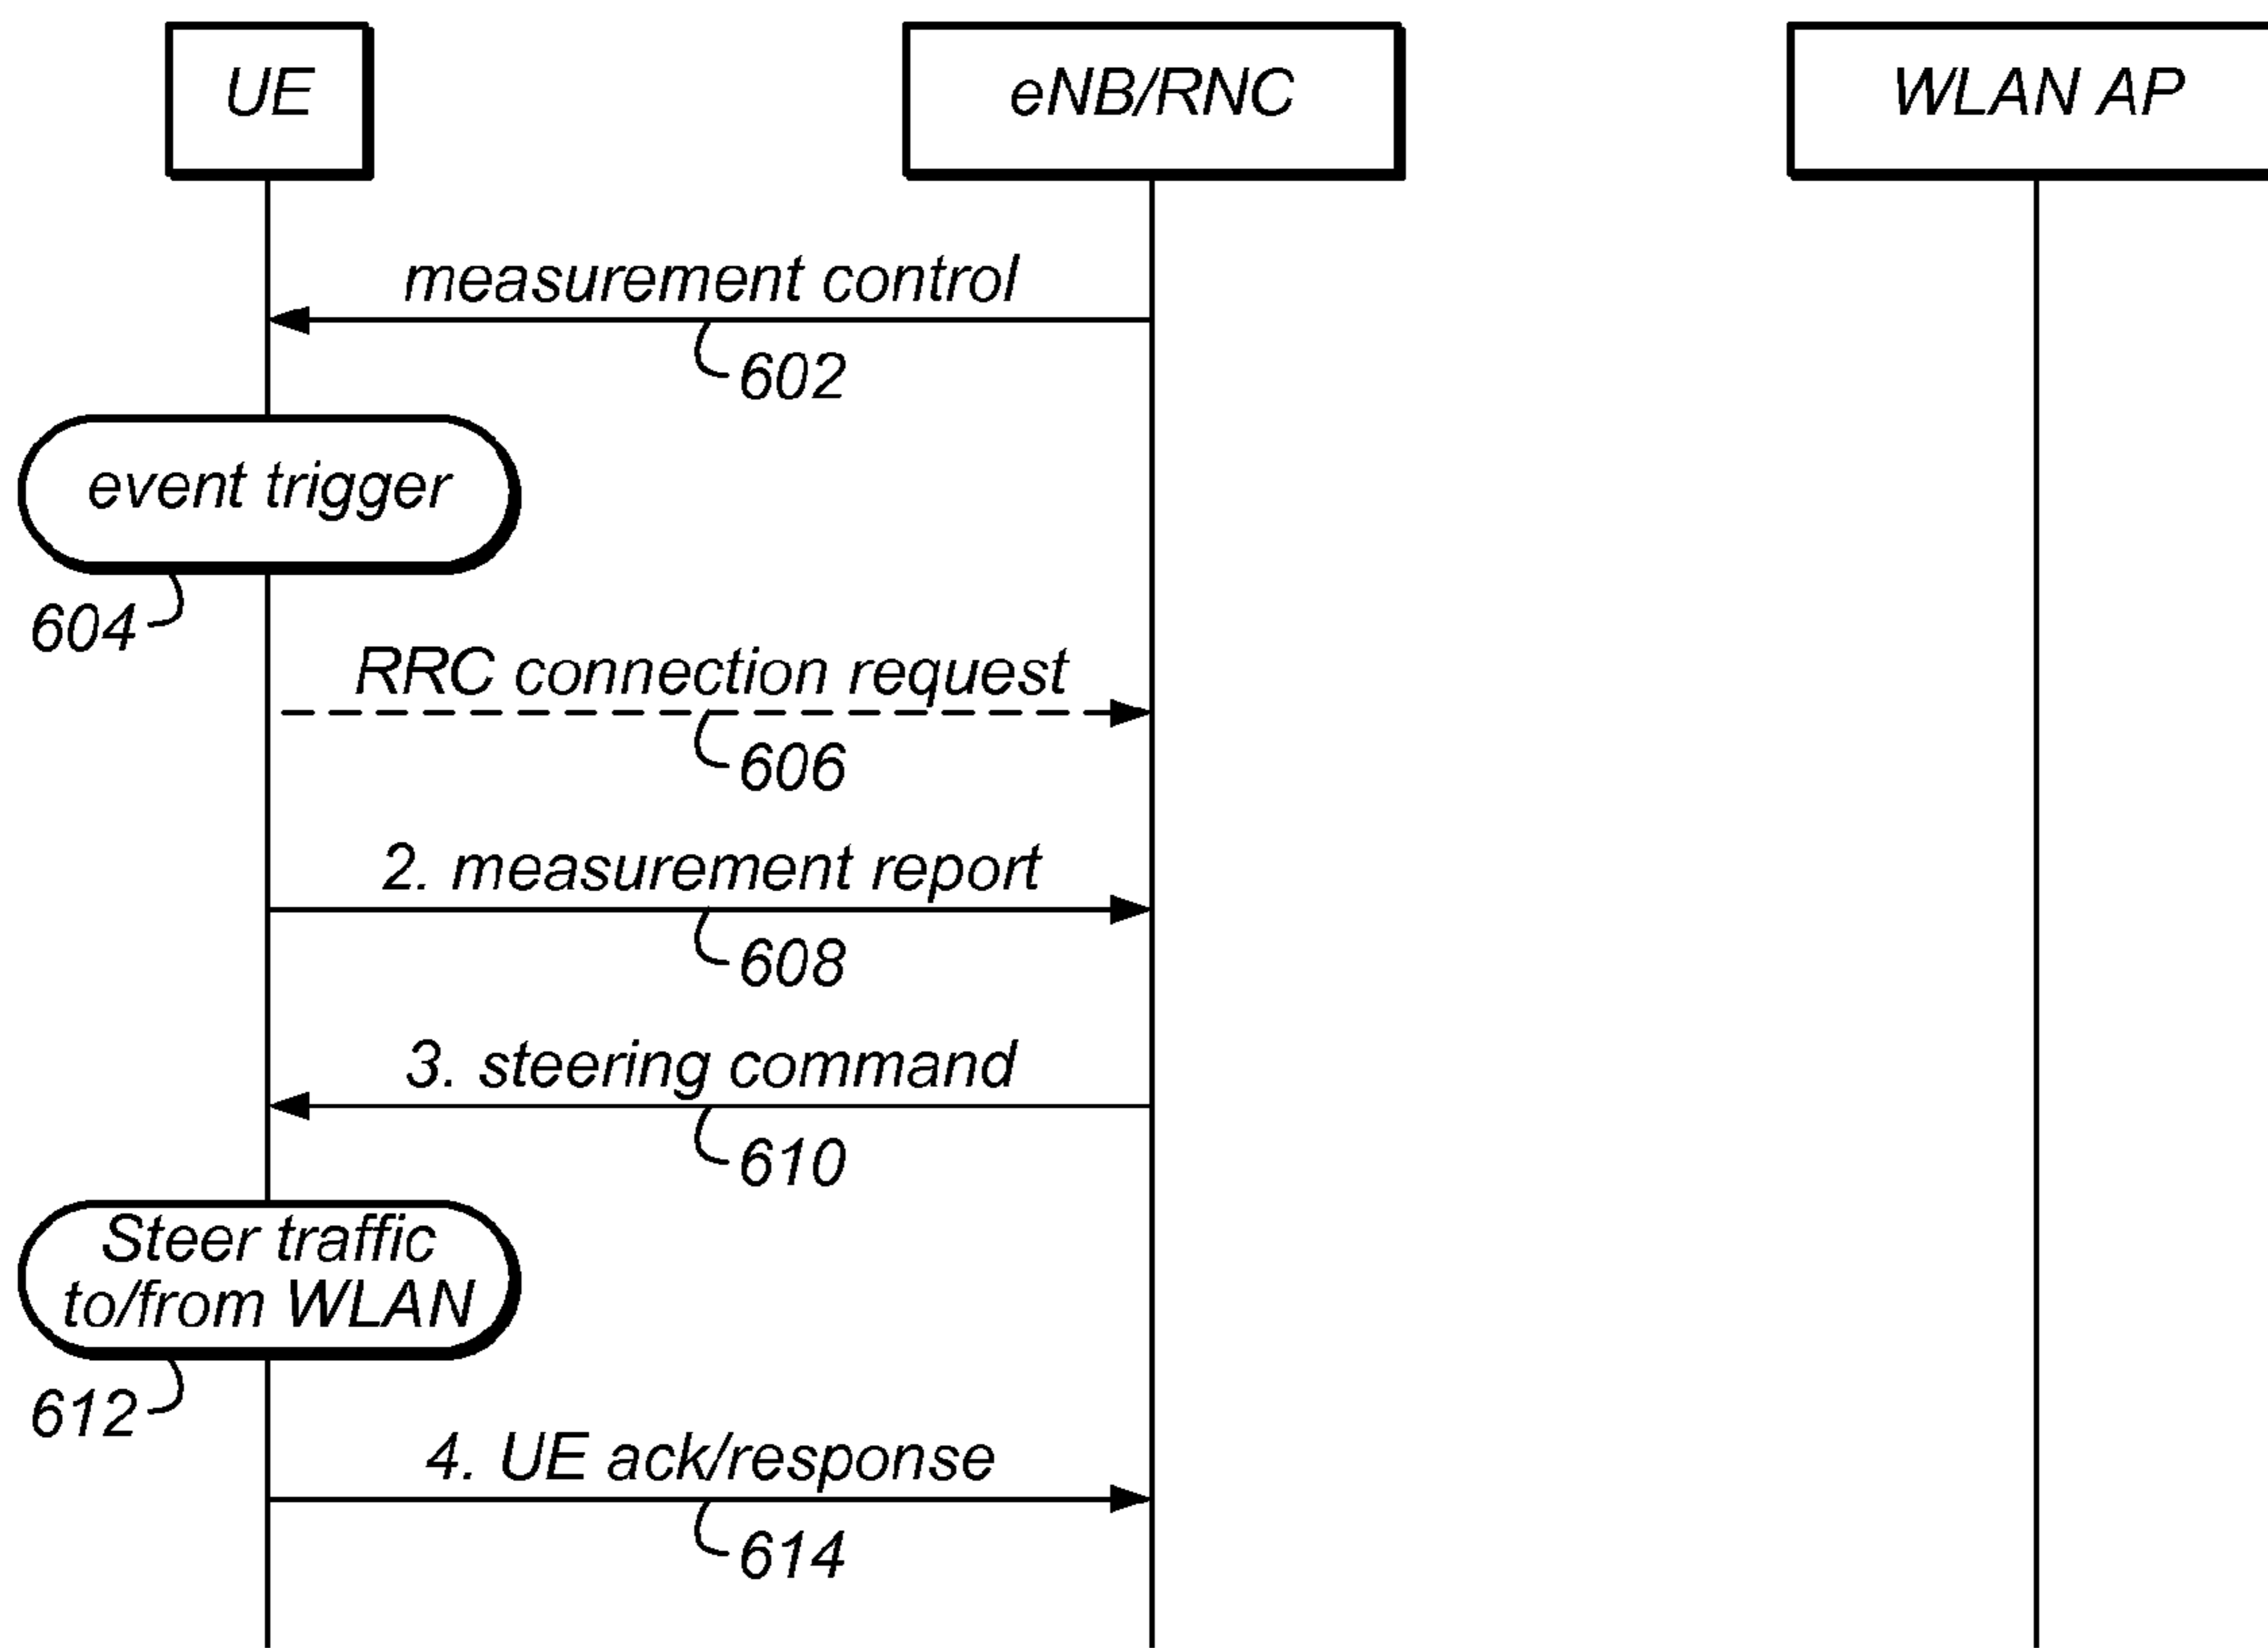 UE
eNB/RNC
WLAN AP
measurement control
602
event trigger
604
RRC connection request
606
2. measurement report
608
3. steering command
610
Steer traffic
to/from WLAN
612
4. UE ack/response
614